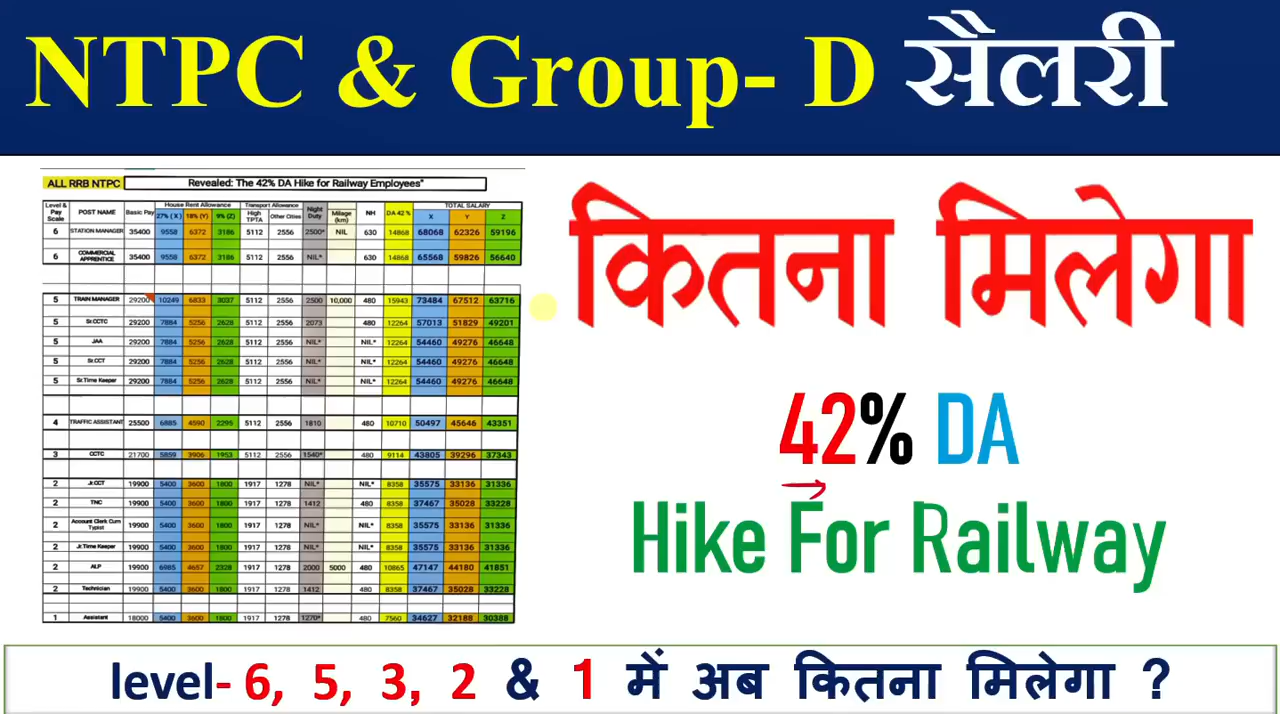 NTPC & Group- D सैलरी
ALL RRB NTPC Revealed: The 42% DA Hike for Railway Employees"
Level & Pay Scale POST NAME Basic Pay House Rent Allowance Transport Allowance Night Duty Milage (km) NH DA 42 % TOTAL SALARY
27% ( X ) 18% (Y) 9% (Z) High TPTA Other Cities X Y Z
6 STATION MANAGER 35400 9558 6372 3186 5112 2556 2500* NIL 630 14868 68068 62326 59196
6 COMMERCIAL APPRENTICE 35400 9558 6372 3186 5112 2556 NIL* 630 14868 65568 59826 56640
5 TRAIN MANAGER 29200 10249 6833 3037 5112 2556 2500 10,000 480 15943 73484 67512 63716
5 Sr.CCTC 29200 7884 5256 2628 5112 2556 2073 480 12264 57013 51829 49201
5 JAA 29200 7884 5256 2628 5112 2556 NIL* NIL* 12264 54460 49276 46648
5 Sr.CCT 29200 7884 5256 2628 5112 2556 NIL* NIL* 12264 54460 49276 46648
5 Sr.Time Keeper 29200 7884 5256 2628 5112 2556 NIL* NIL* 12264 54460 49276 46648
4 TRAFFIC ASSISTANT 25500 6885 4590 2295 5112 2556 1810 480 10710 50497 45646 43351
3 CCTC 21700 5859 3906 1953 5112 2556 1540* 480 9114 43805 39296 37343
2 Jr.CCT 19900 5400 3600 1800 1917 1278 NIL* NIL* 8358 35575 33136 31336
2 TNC 19900 5400 3600 1800 1917 1278 1412 480 8358 37467 35028 33228
2 Account Clerk Cum Typist 19900 5400 3600 1800 1917 1278 NIL* NIL* 8358 35575 33136 31336
2 Jr.Time Keeper 19900 5400 3600 1800 1917 1278 NIL* NIL* 8358 35575 33136 31336
2 ALP 19900 6985 4657 2328 1917 1278 2000 5000 480 10865 47147 44180 41851
2 Technician 19900 5400 3600 1800 1917 1278 1412 480 8358 37467 35028 33228
1 Assistant 18000 5400 3600 1800 1917 1278 1270* 480 7560 34627 32188 30388
कितना मिलेगा
42% DA
Hike For Railway
level- 6, 5, 3, 2 & 1 में अब कितना मिलेगा ?